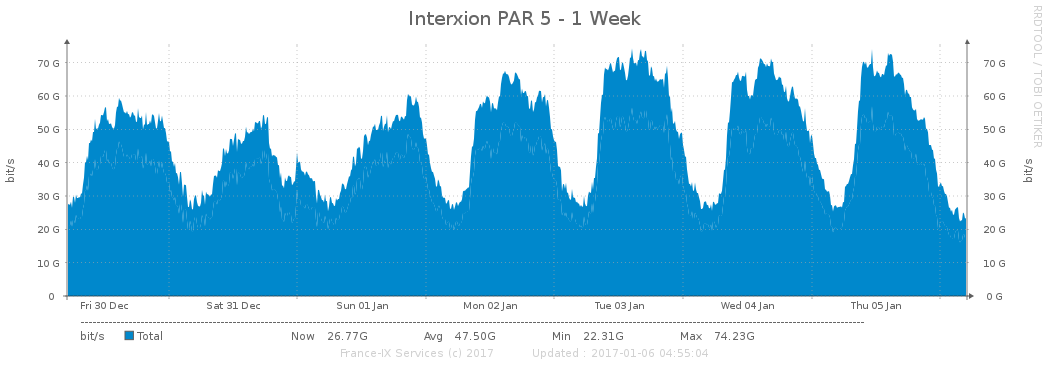 Interxion PAR 5 - 1 Week
RRDTOOL / TOBI OETIKER
bit/s
bit/s
70 G 70 G
60 G 60 G
50 G 50 G
40 G 40 G
30 G 30 G
20 G 20 G
10 G 10 G
0 0 G
Fri 30 Dec Sat 31 Dec Sun 01 Jan Mon 02 Jan Tue 03 Jan Wed 04 Jan Thu 05 Jan
bit/s Total Now 26.77G Avg 47.50G Min 22.31G Max 74.23G
France-IX Services (c) 2017 Updated : 2017-01-06 04:55:04